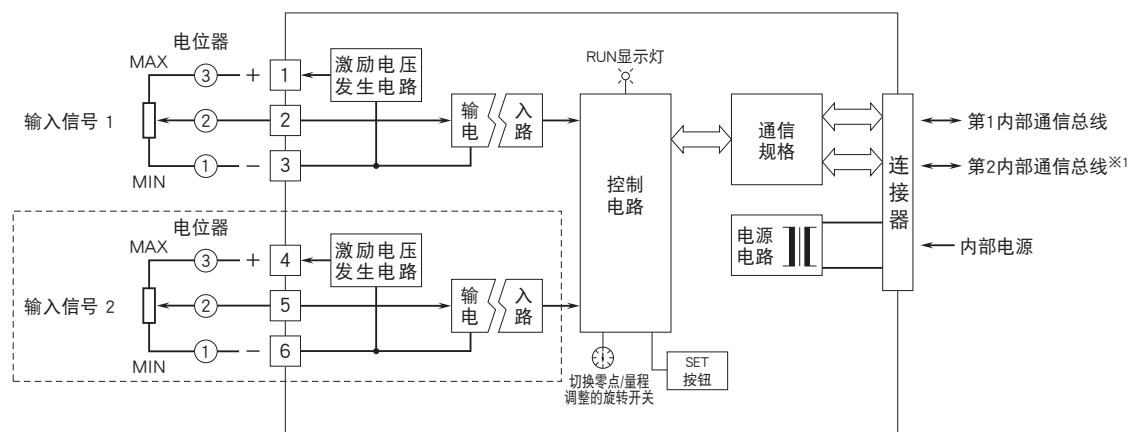 电位器
MAX
③
+
1
激励电压
发生电路
输入信号 1
②
2
输 入
电 路
①
−
3
MIN
电位器
MAX
③
+
4
激励电压
发生电路
输入信号 2
②
5
输 入
电 路
①
−
6
MIN
RUN显示灯
控制
电路
切换零点/量程
调整的旋转开关
SET
按钮
通信
规格
电源
电路
连接器
第1内部通信总线
第2内部通信总线※1
内部电源